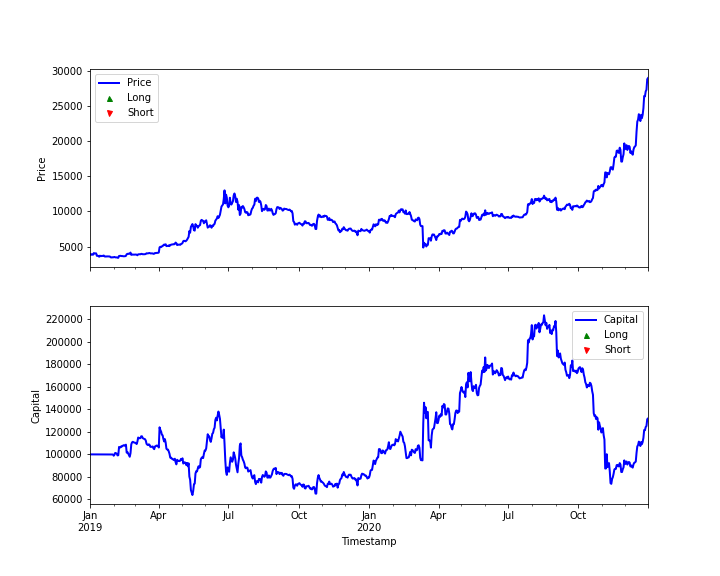 30000
25000
20000
15000
10000
5000
Price
Price
Long
Short
220000
200000
180000
160000
140000
120000
100000
80000
60000
Capital
Capital
Long
Short
Jan Apr Jul Oct Jan Apr Jul Oct
2019 2020
Timestamp